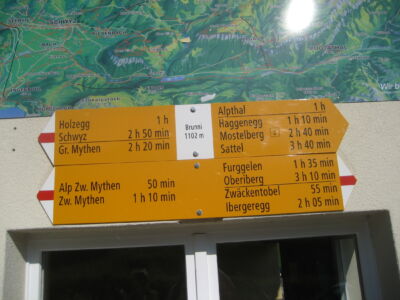 Holzegg 1 h
Schwyz 2 h 50 min
Gr. Mythen 2 h 20 min
Brunni
1102 m
Alpthal 1 h
Haggenegg 1 h 10 min
Mostelberg 2 h 40 min
Sattel 3 h 40 min
Alp Zw. Mythen 50 min
Zw. Mythen 1 h 10 min
Furggelen 1 h 35 min
Oberiberg 3 h 10 min
Zwäckentobel 55 min
Ibergeregg 2 h 05 min